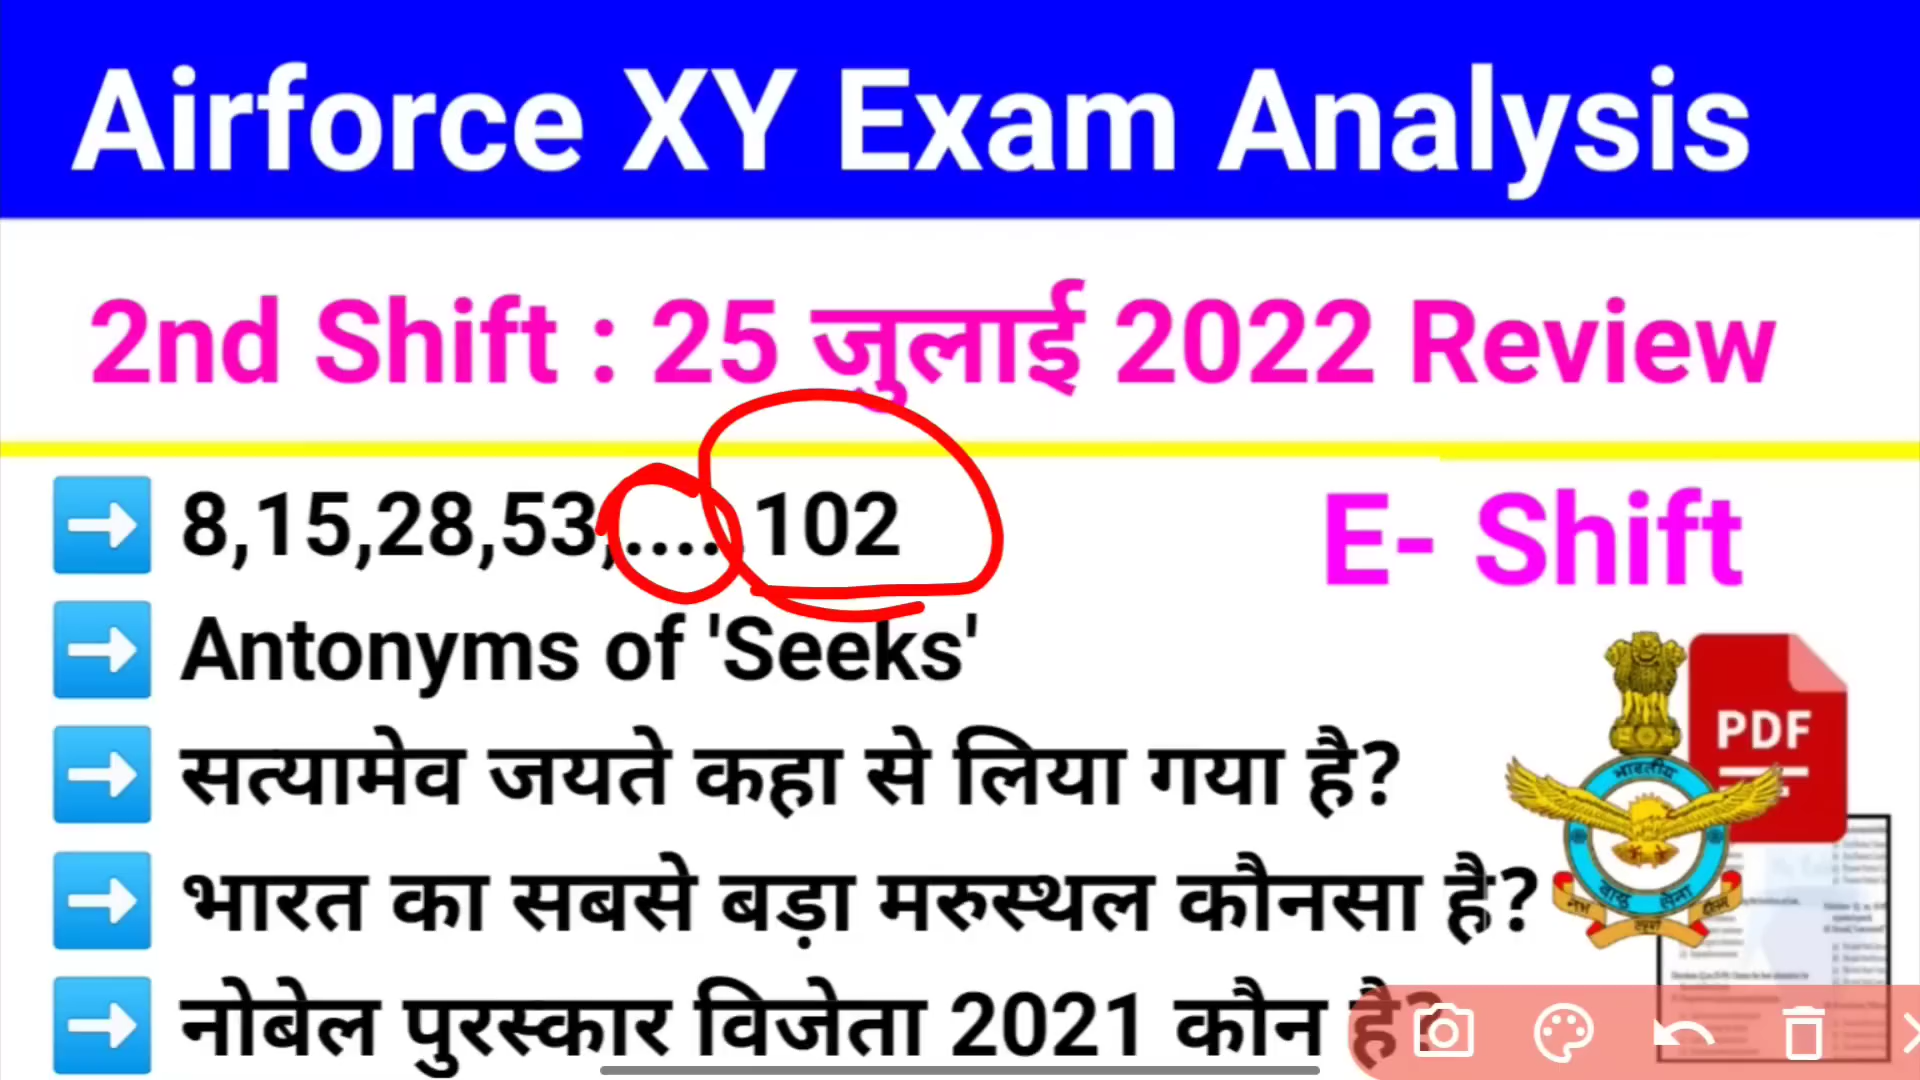 Airforce XY Exam Analysis
2nd Shift : 25 जुलाई 2022 Review
8,15,28,53,.....102
E- Shift
Antonyms of 'Seeks'
सत्यामेव जयते कहा से लिया गया है?
भारत का सबसे बड़ा मरुस्थल कौनसा है?
नोबेल पुरस्कार विजेता 2021 कौन है?
PDF
भारतीय
वायु सेना